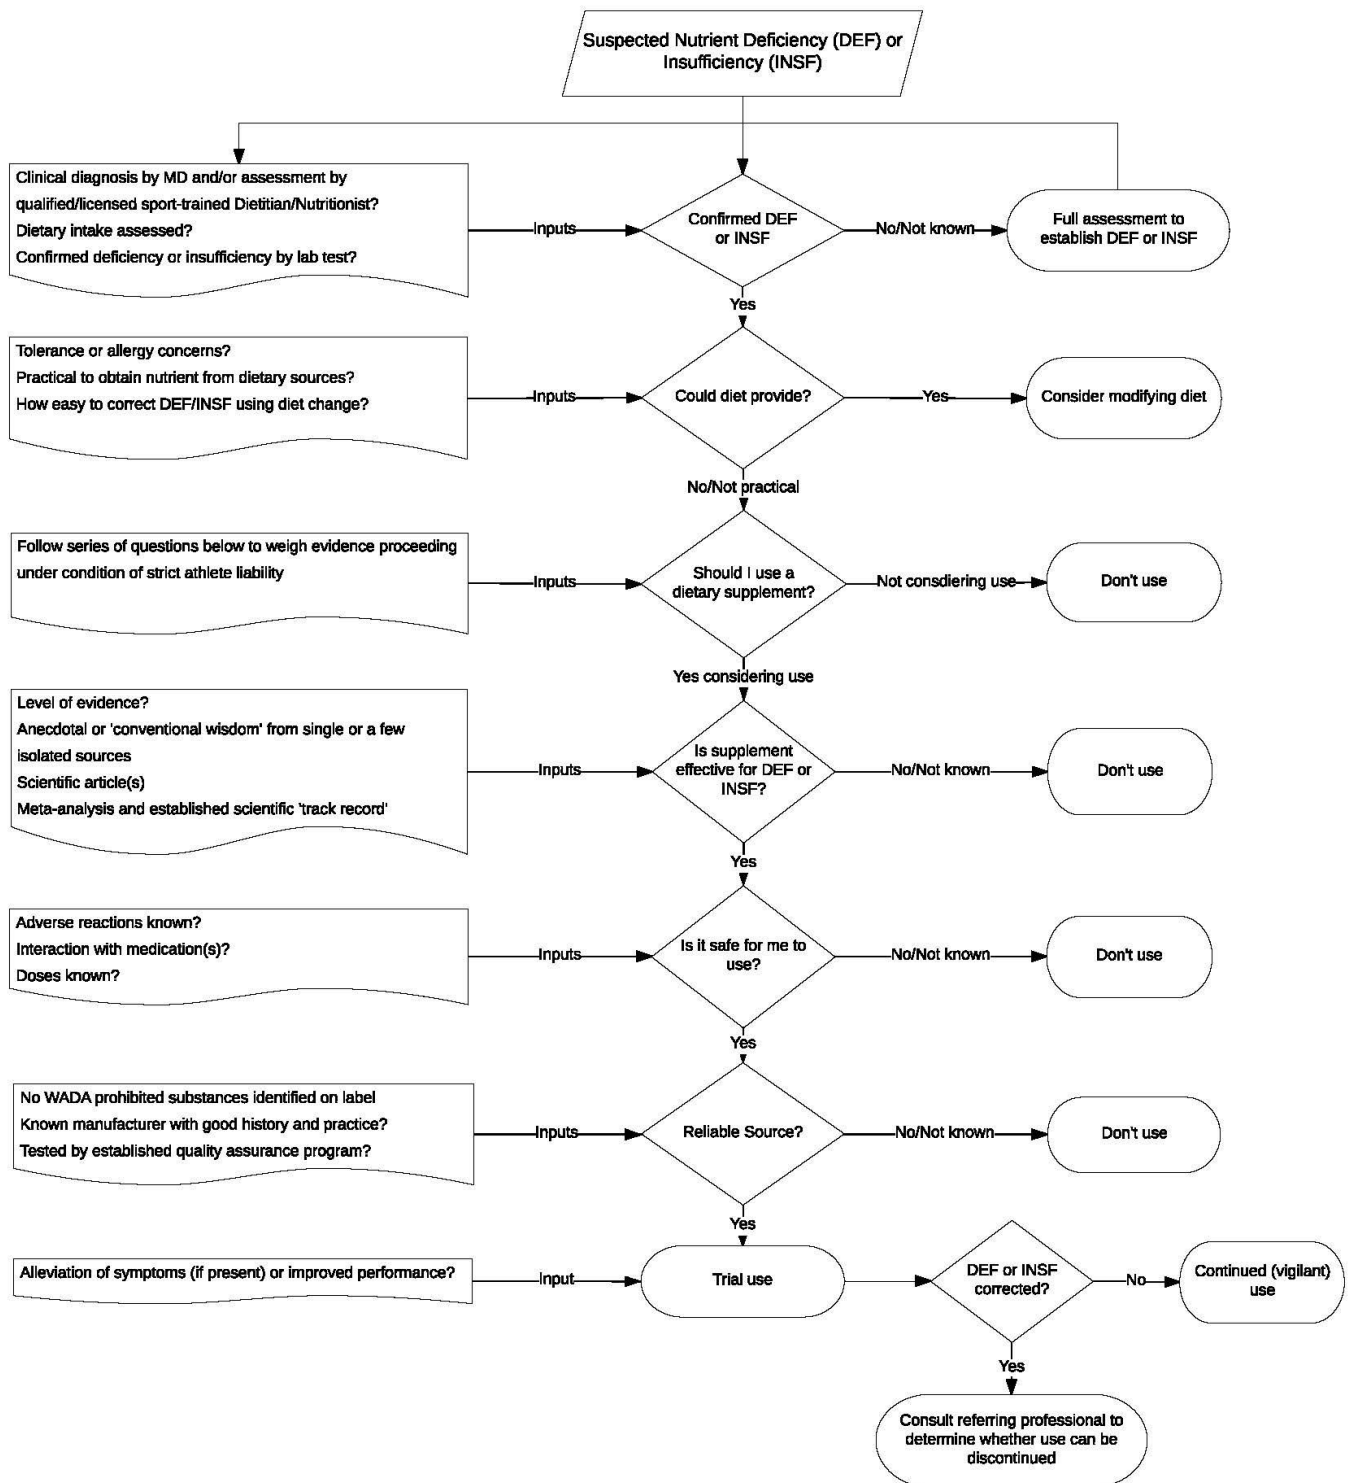 Suspected Nutrient Deficiency (DEF) or
Insufficiency (INSF)
Clinical diagnosis by MD and/or assessment by
qualified/licensed sport-trained Dietitian/Nutritionist?
Dietary intake assessed?
Confirmed deficiency or insufficiency by lab test?
Inputs
Confirmed DEF
or INSF
No/Not known
Full assessment to
establish DEF or INSF
Yes
Tolerance or allergy concerns?
Practical to obtain nutrient from dietary sources?
How easy to correct DEF/INSF using diet change?
Inputs
Could diet provide?
Yes
Consider modifying diet
No/Not practical
Follow series of questions below to weigh evidence proceeding
under condition of strict athlete liability
Inputs
Should I use a
dietary supplement?
Not consdiering use
Don't use
Yes considering use
Level of evidence?
Anecdotal or 'conventional wisdom' from single or a few
isolated sources
Scientific article(s)
Meta-analysis and established scientific 'track record'
Inputs
Is supplement
effective for DEF or
INSF?
No/Not known
Don't use
Yes
Adverse reactions known?
Interaction with medication(s)?
Doses known?
Inputs
Is it safe for me to
use?
No/Not known
Don't use
Yes
No WADA prohibited substances identified on label
Known manufacturer with good history and practice?
Tested by established quality assurance program?
Inputs
Reliable Source?
No/Not known
Don't use
Yes
Alleviation of symptoms (if present) or improved performance?
Input
Trial use
DEF or INSF
corrected?
No
Continued (vigilant)
use
Yes
Consult referring professional to
determine whether use can be
discontinued